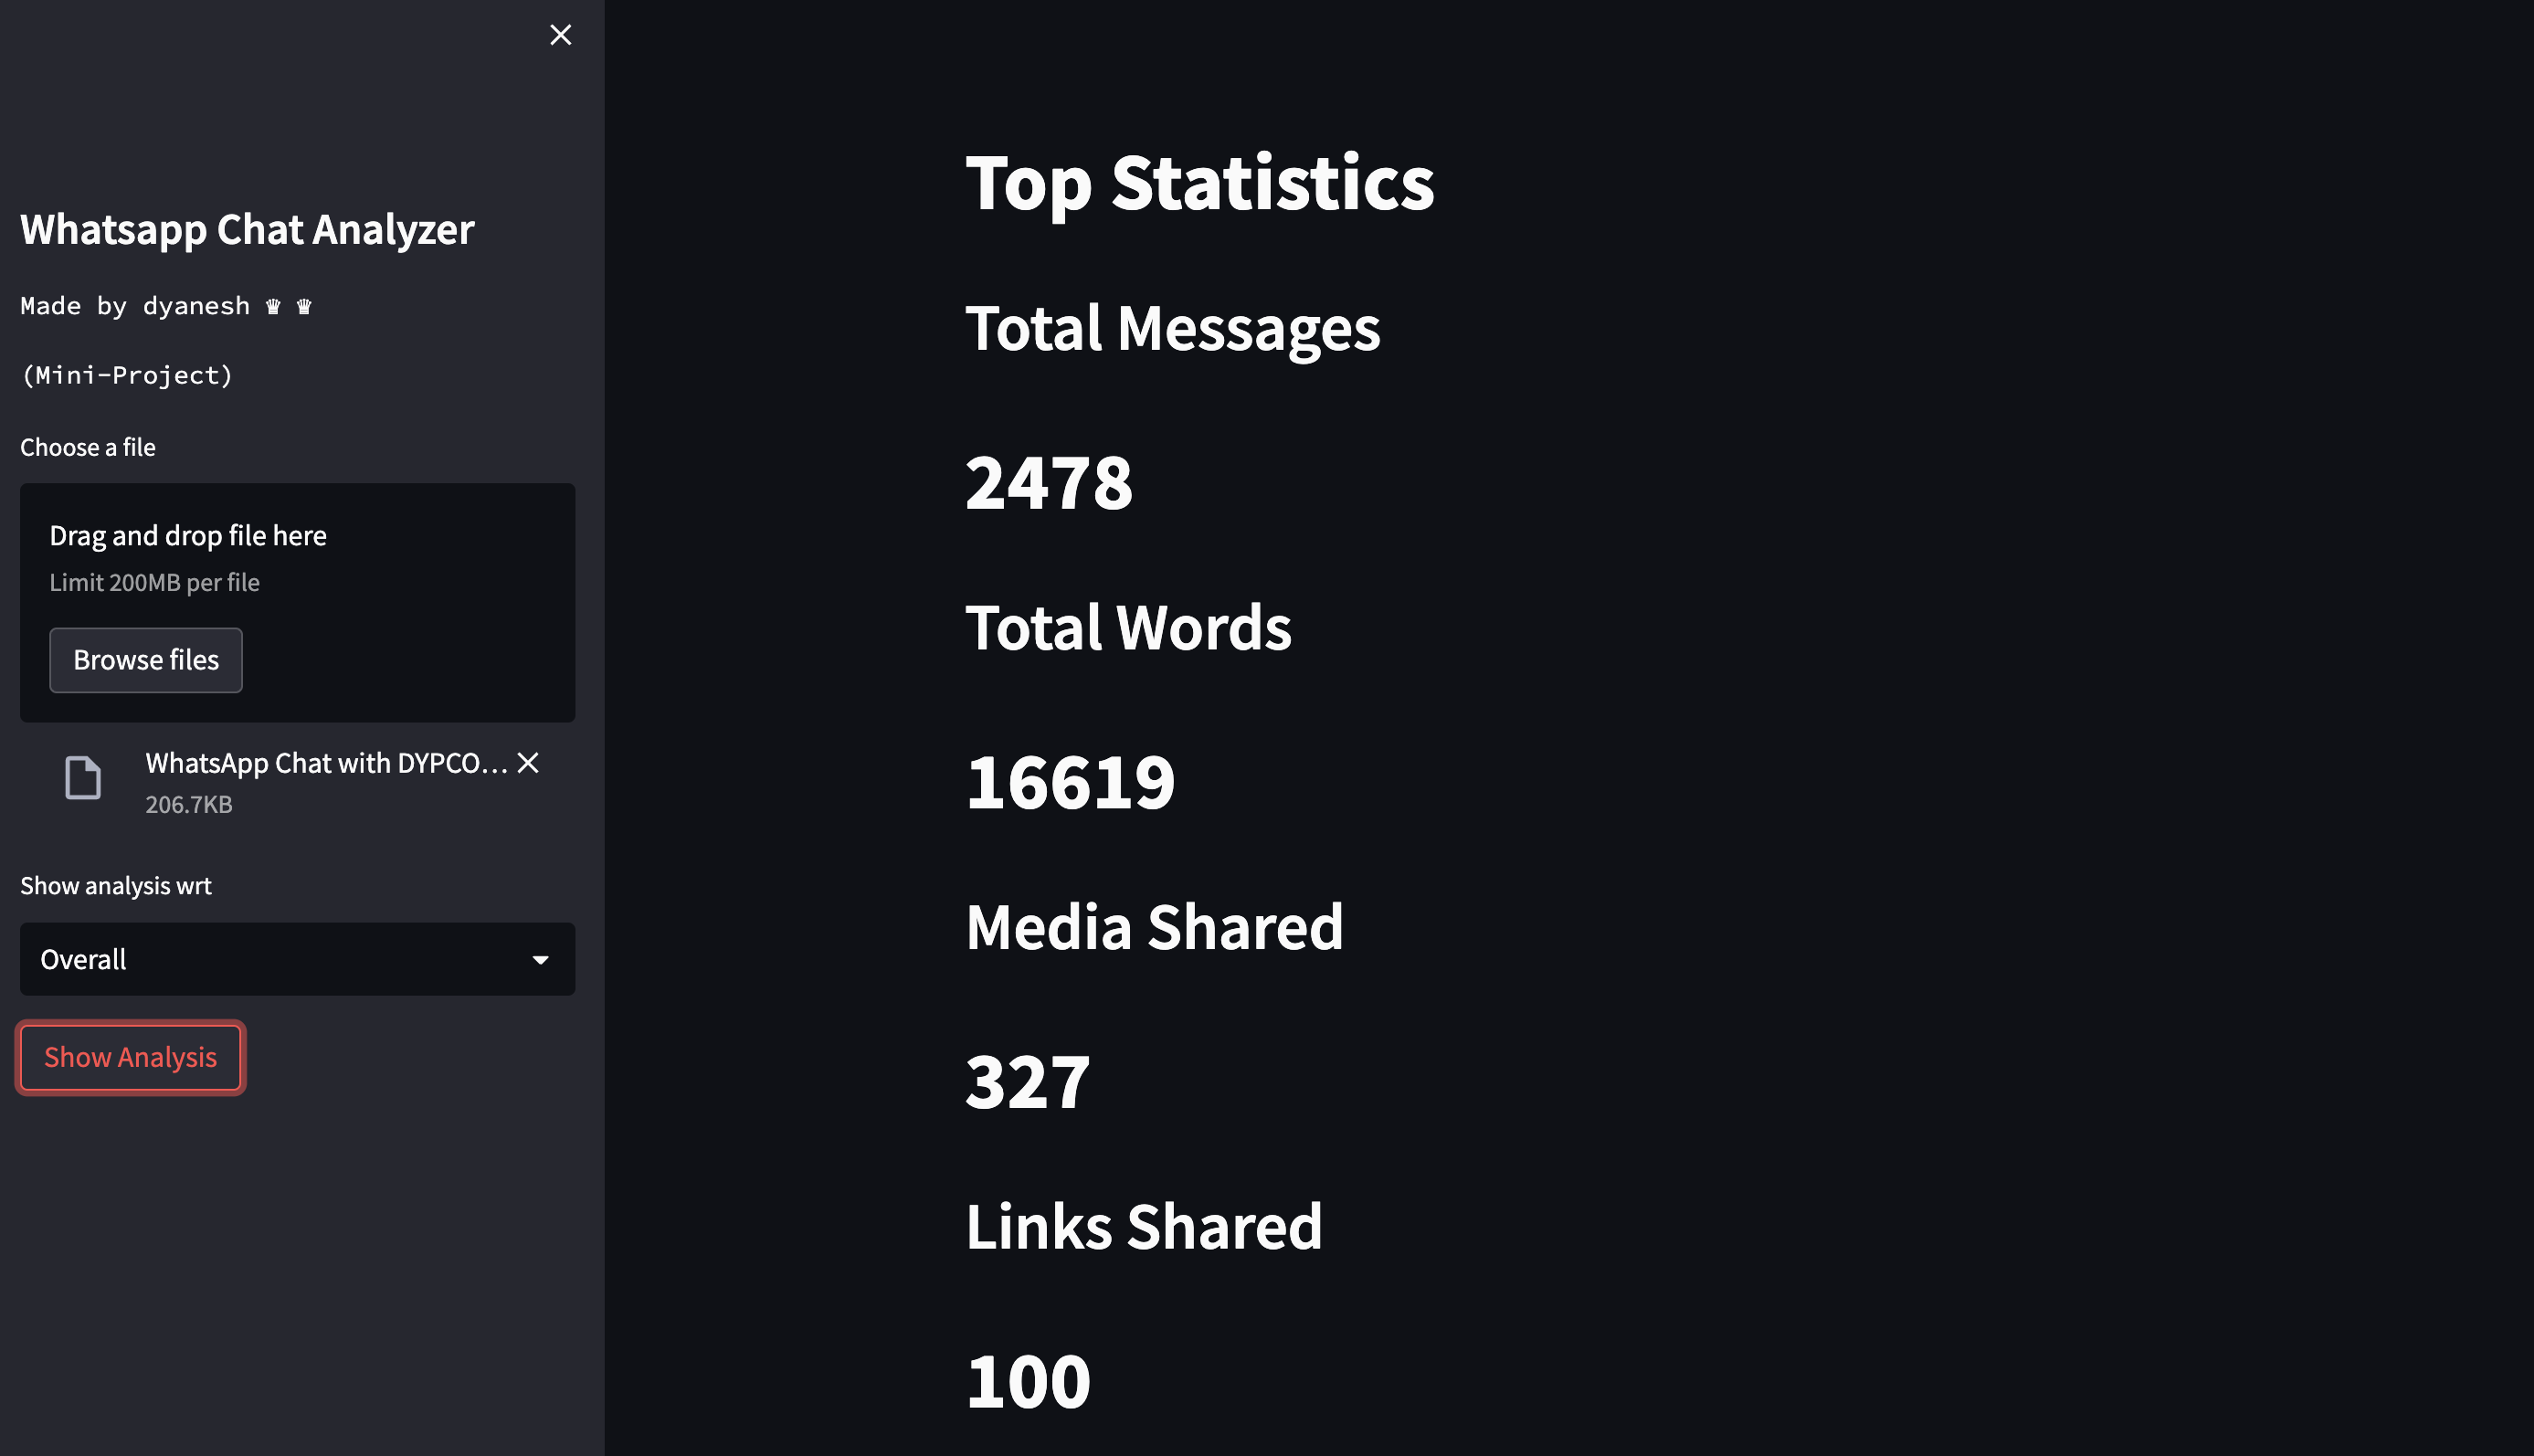 Whatsapp Chat Analyzer
Made by dyanesh ♛ ♛
(Mini-Project)
Choose a file
Drag and drop file here
Limit 200MB per file
Browse files
WhatsApp Chat with DYPCO...
206.7KB
Show analysis wrt
Overall
Show Analysis
Top Statistics
Total Messages
2478
Total Words
16619
Media Shared
327
Links Shared
100